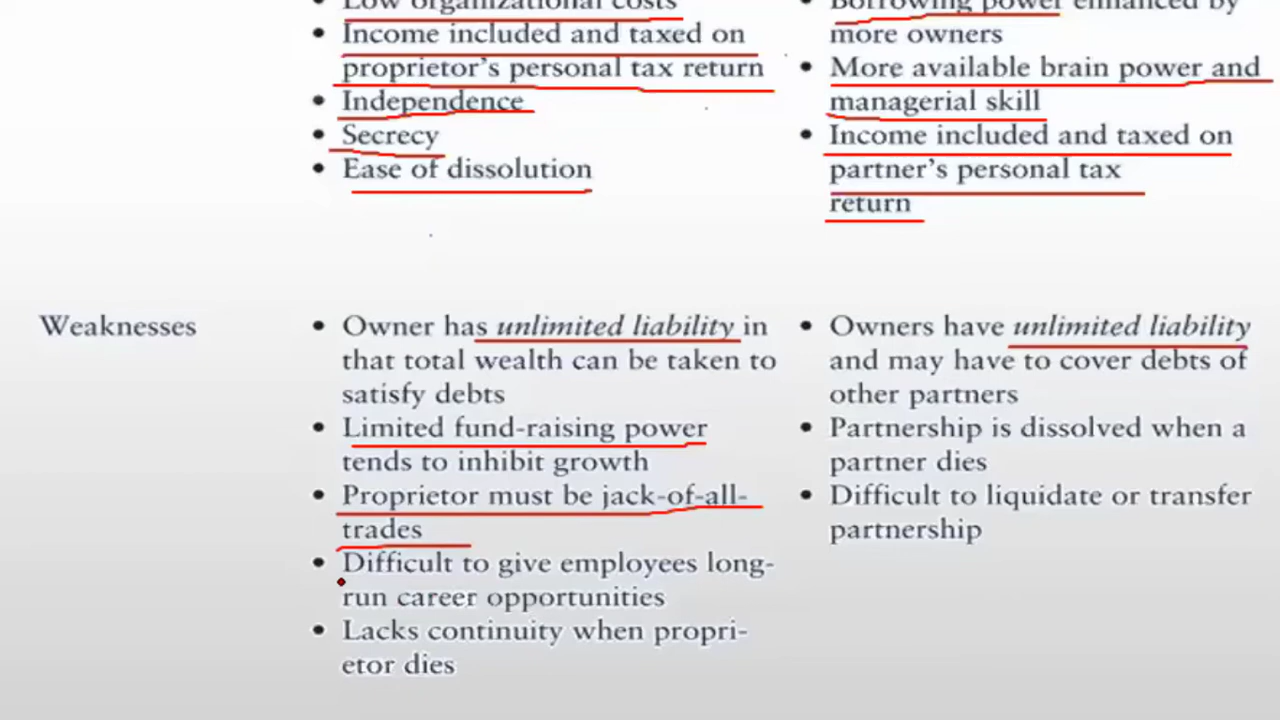 • Low organizational costs
• Income included and taxed on
proprietor's personal tax return
• Independence
• Secrecy
• Ease of dissolution
• Borrowing power enhanced by
more owners
• More available brain power and
managerial skill
• Income included and taxed on
partner's personal tax
return
Weaknesses
• Owner has unlimited liability in
that total wealth can be taken to
satisfy debts
• Limited fund-raising power
tends to inhibit growth
• Proprietor must be jack-of-all-
trades
• Difficult to give employees long-
run career opportunities
• Lacks continuity when propri-
etor dies
• Owners have unlimited liability
and may have to cover debts of
other partners
• Partnership is dissolved when a
partner dies
• Difficult to liquidate or transfer
partnership